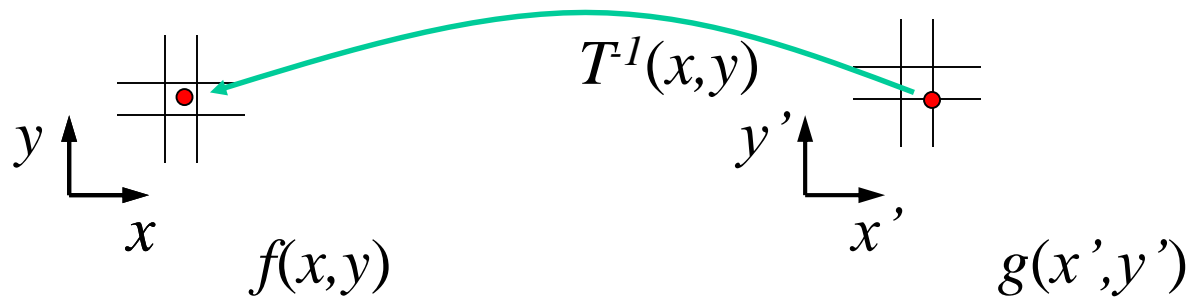 T⁻¹(x,y)
y
y’
x
x’
f(x,y)
g(x’,y’)